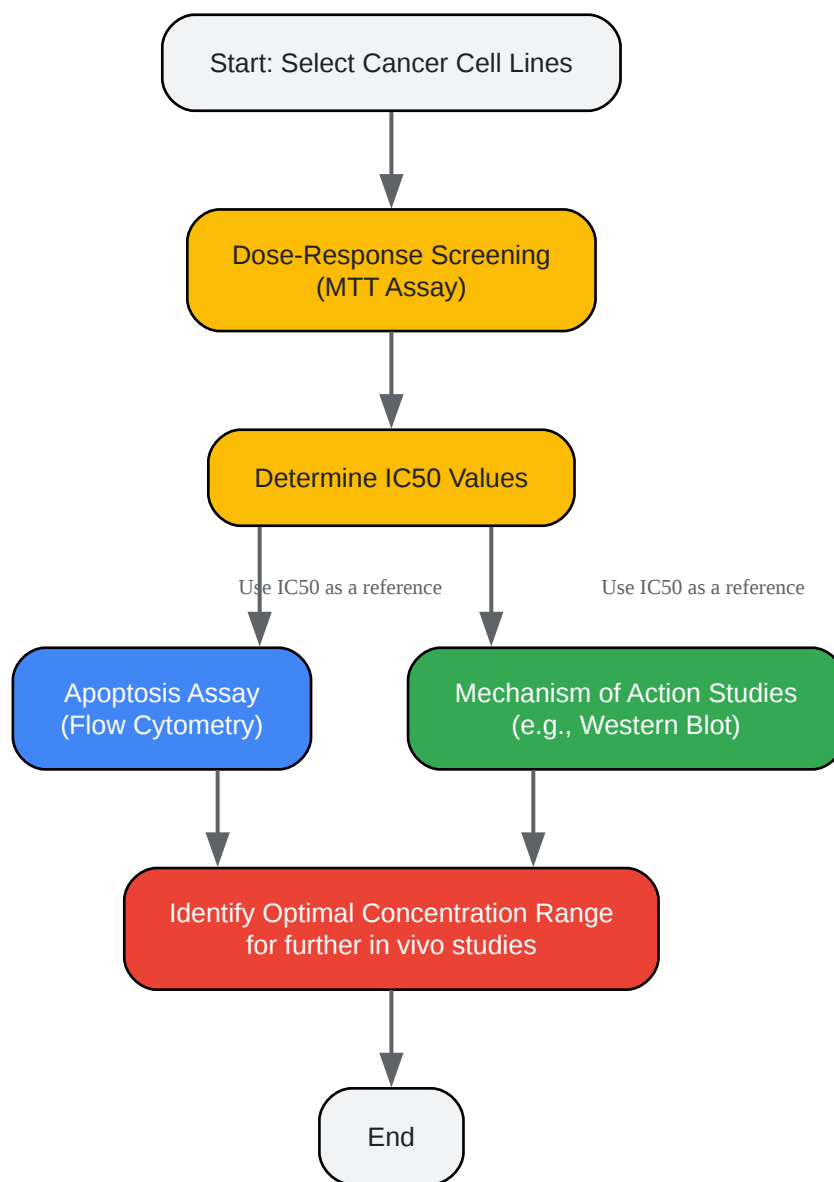 Start: Select Cancer Cell Lines
Dose-Response Screening
(MTT Assay)
Determine IC50 Values
Use IC50 as a reference
Use IC50 as a reference
Apoptosis Assay
(Flow Cytometry)
Mechanism of Action Studies
(e.g., Western Blot)
Identify Optimal Concentration Range
for further in vivo studies
End